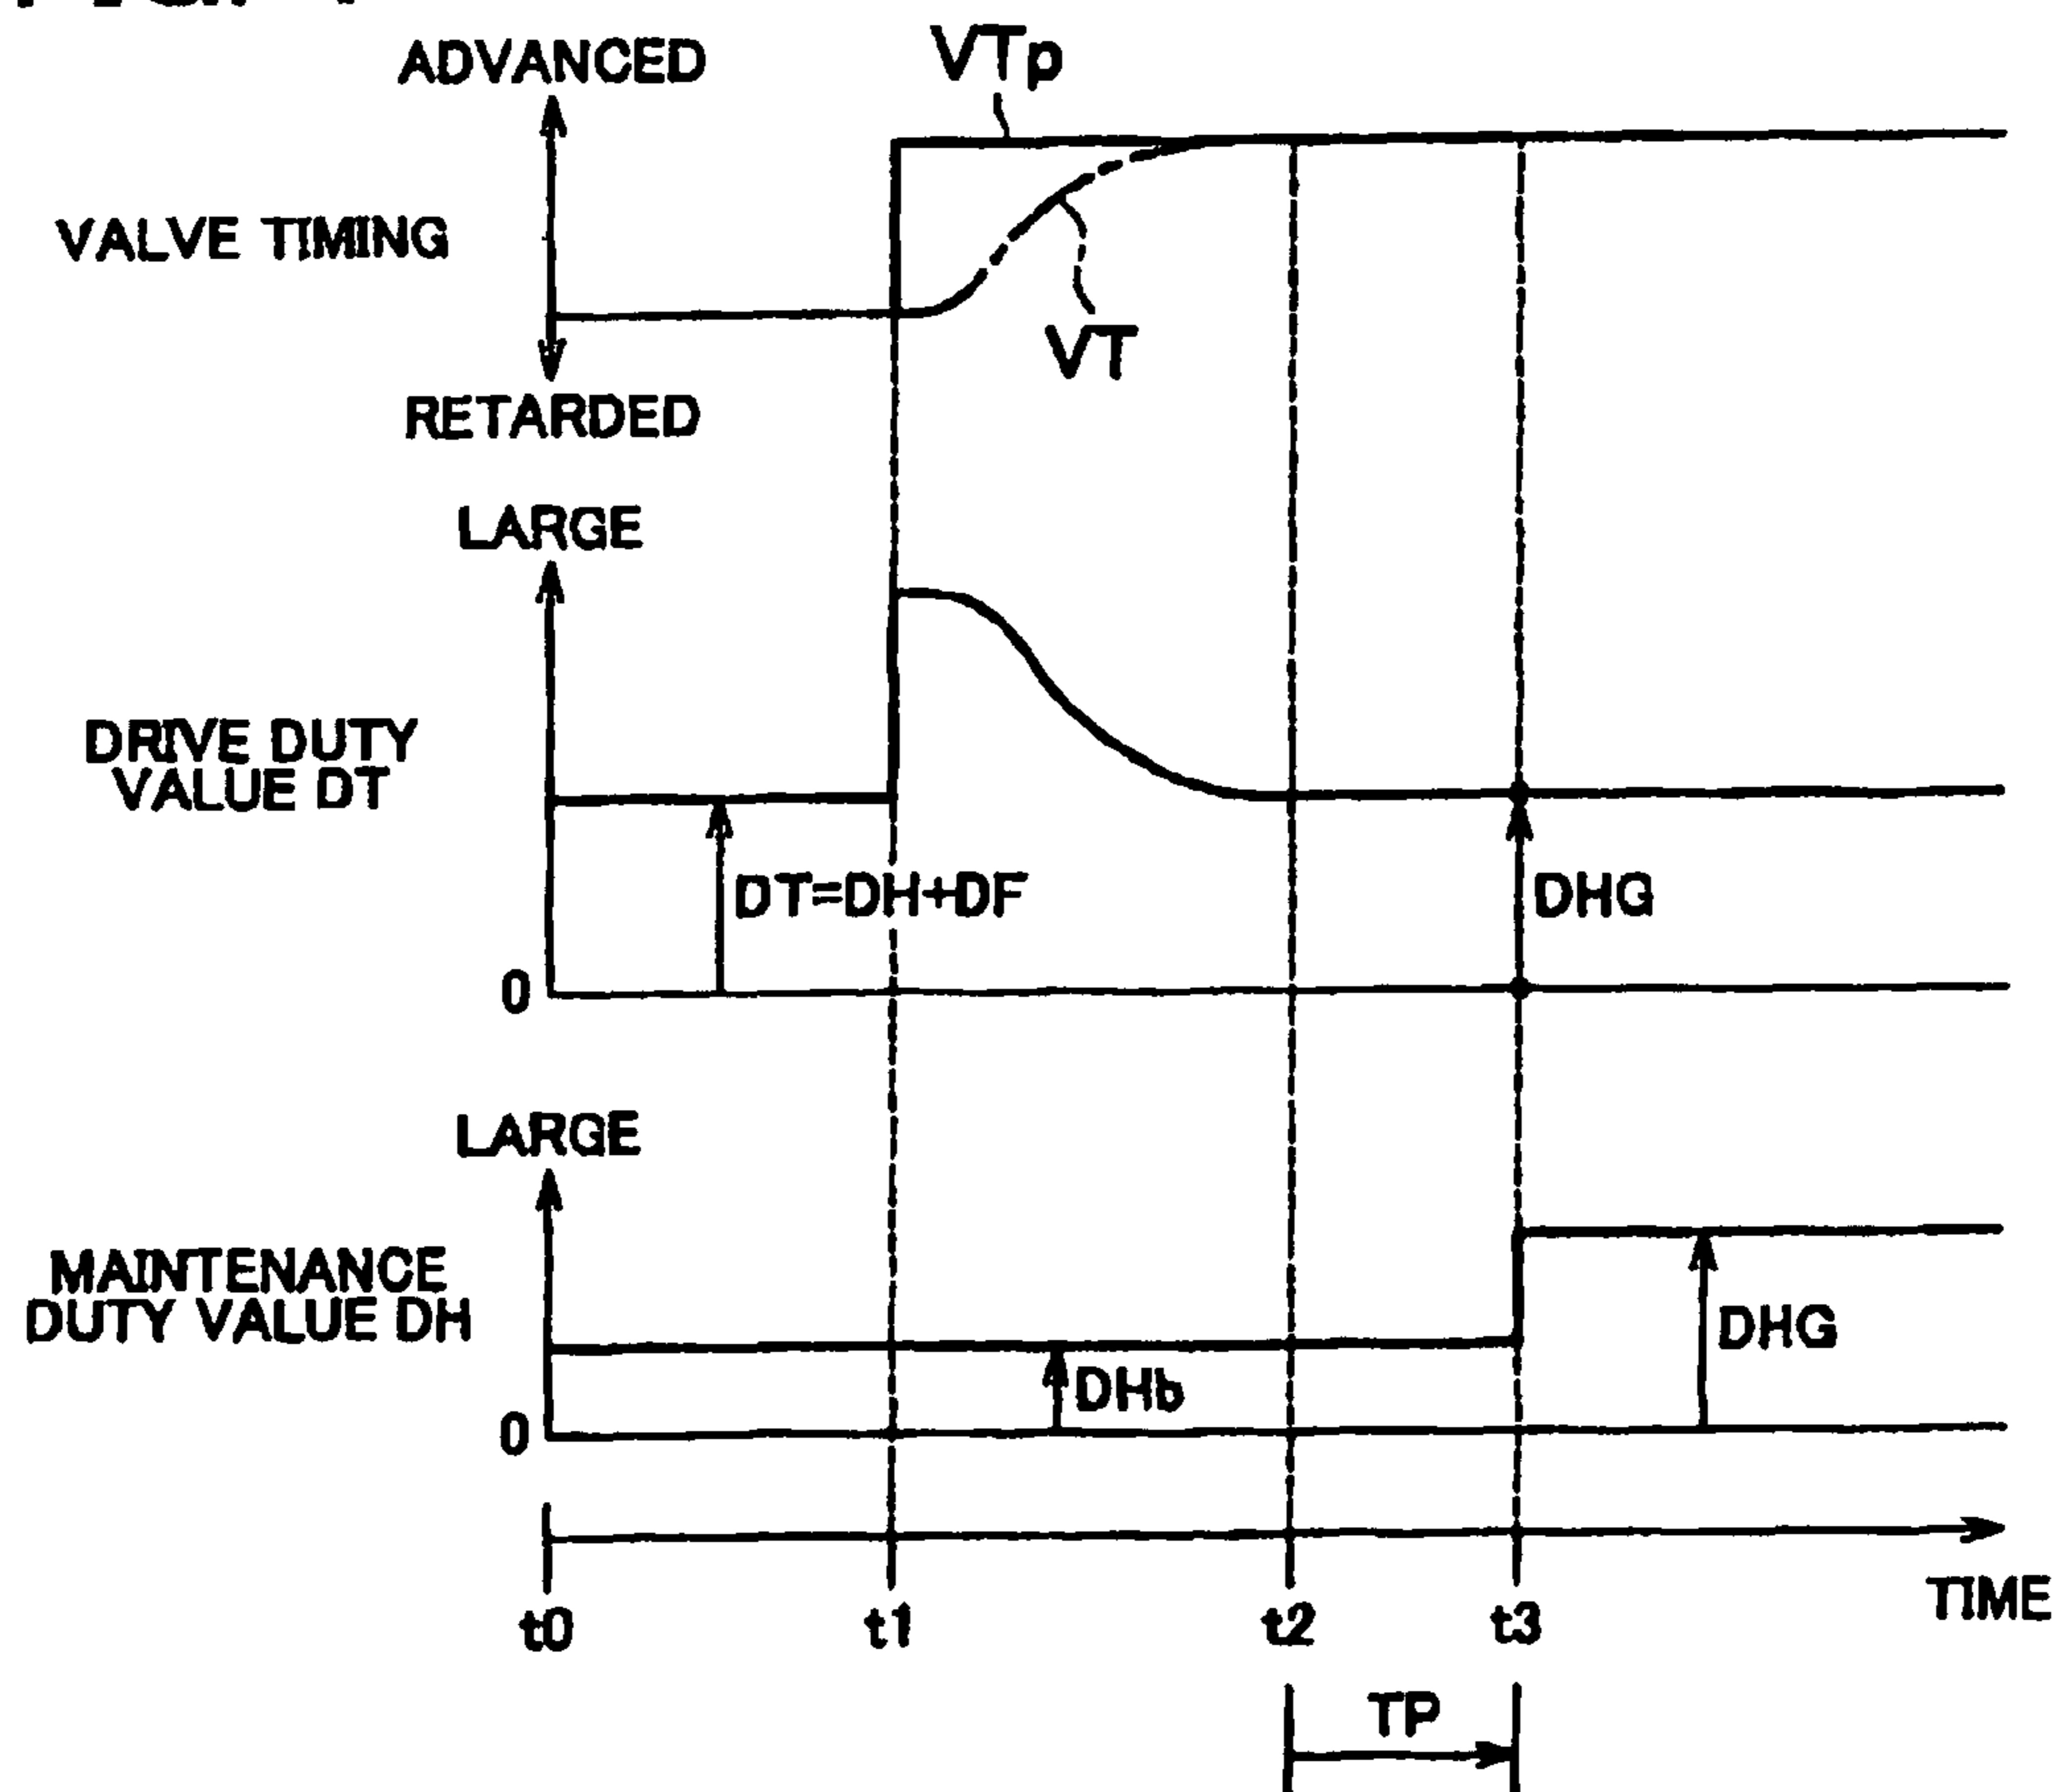 ADVANCED
VTp
VALVE TIMING
VT
RETARDED
LARGE
DRIVE DUTY
VALUE DT
DT=DH+DF
DHG
0
LARGE
MAINTENANCE
DUTY VALUE DH
DHb
DHG
0
TIME
t0
t1
t2
t3
TP